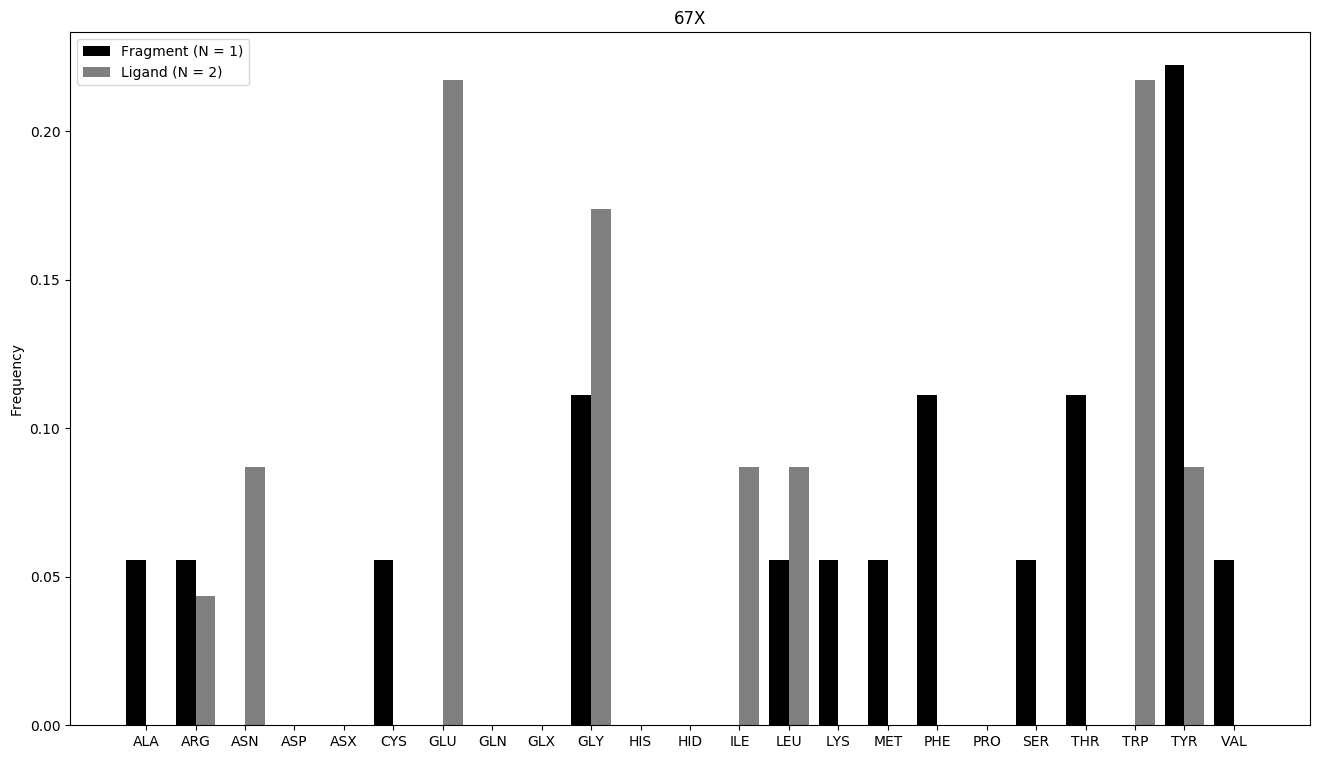 67X
Fragment (N = 1)
Ligand (N = 2)
Frequency
0.20
0.15
0.10
0.05
0.00
ALA ARG ASN ASP ASX CYS GLU GLN GLX GLY HIS HID ILE LEU LYS MET PHE PRO SER THR TRP TYR VAL